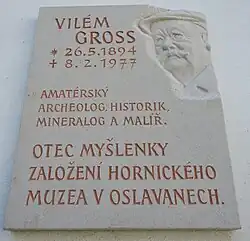 VILÉM
GROSS
* 26.5.1894
✝ 8.2.1977
AMATÉRSKÝ
ARCHEOLOG, HISTORIK,
MINERALOG A MALÍŘ.
OTEC MYŠLENKY
ZALOŽENÍ HORNICKÉHO
MUZEA V OSLAVANECH.